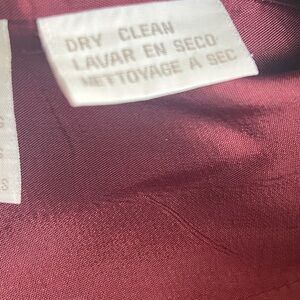 DRY CLEAN
LAVAR EN SECO
NETTOYAGE A SEC
S
S